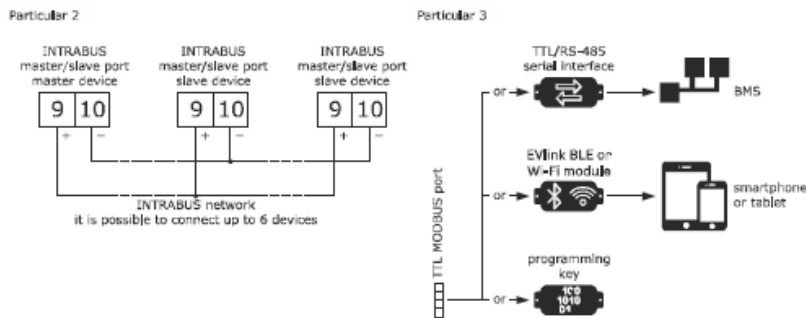 Particular 2
INTRABUS
master/slave port
master device
INTRABUS
master/slave port
slave device
INTRABUS
master/slave port
slave device
9 10
9 10
9 10
+ −
+ −
+ −
INTRABUS network
it is possible to connect up to 6 devices
Particular 3
TTL/RS-485
serial interface
or
BMS
EVlink BLE or
Wi-Fi module
or
smartphone
or tablet
TTL MODBUS port
programming
key
or
100
1010
01